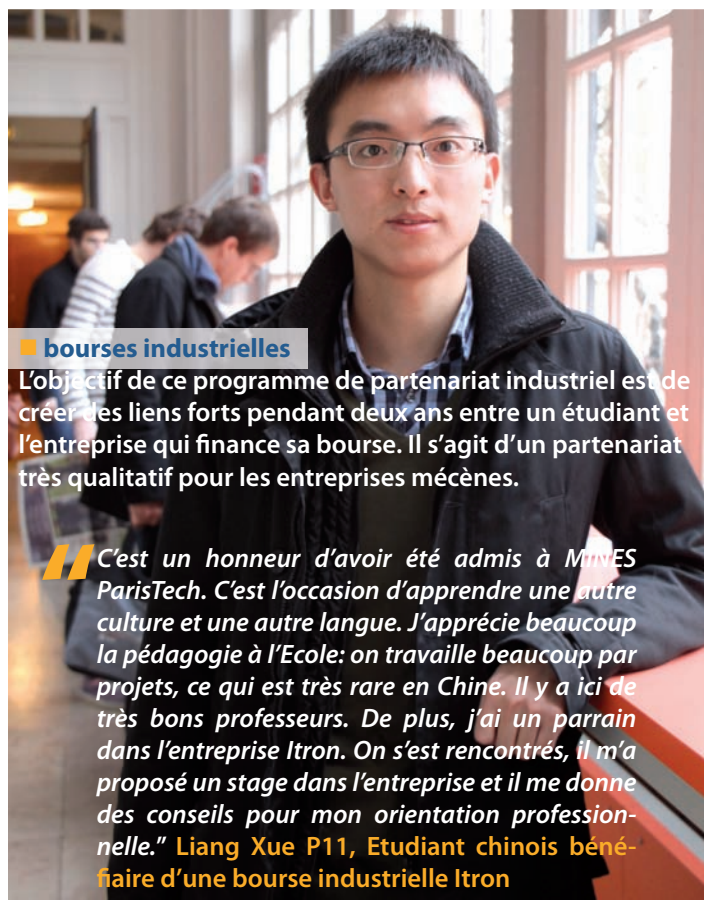 bourses industrielles
L'objectif de ce programme de partenariat industriel est de
créer des liens forts pendant deux ans entre un étudiant et
l'entreprise qui finance sa bourse. Il s'agit d'un partenariat
très qualitatif pour les entreprises mécènes.
“C'est un honneur d'avoir été admis à MINES
ParisTech. C'est l'occasion d'apprendre une autre
culture et une autre langue. J'apprécie beaucoup
la pédagogie à l'Ecole: on travaille beaucoup par
projets, ce qui est très rare en Chine. Il y a ici de
très bons professeurs. De plus, j'ai un parrain
dans l'entreprise Itron. On s'est rencontrés, il m'a
proposé un stage dans l'entreprise et il me donne
des conseils pour mon orientation profession-
nelle.” Liang Xue P11, Etudiant chinois béné-
fiaire d'une bourse industrielle Itron